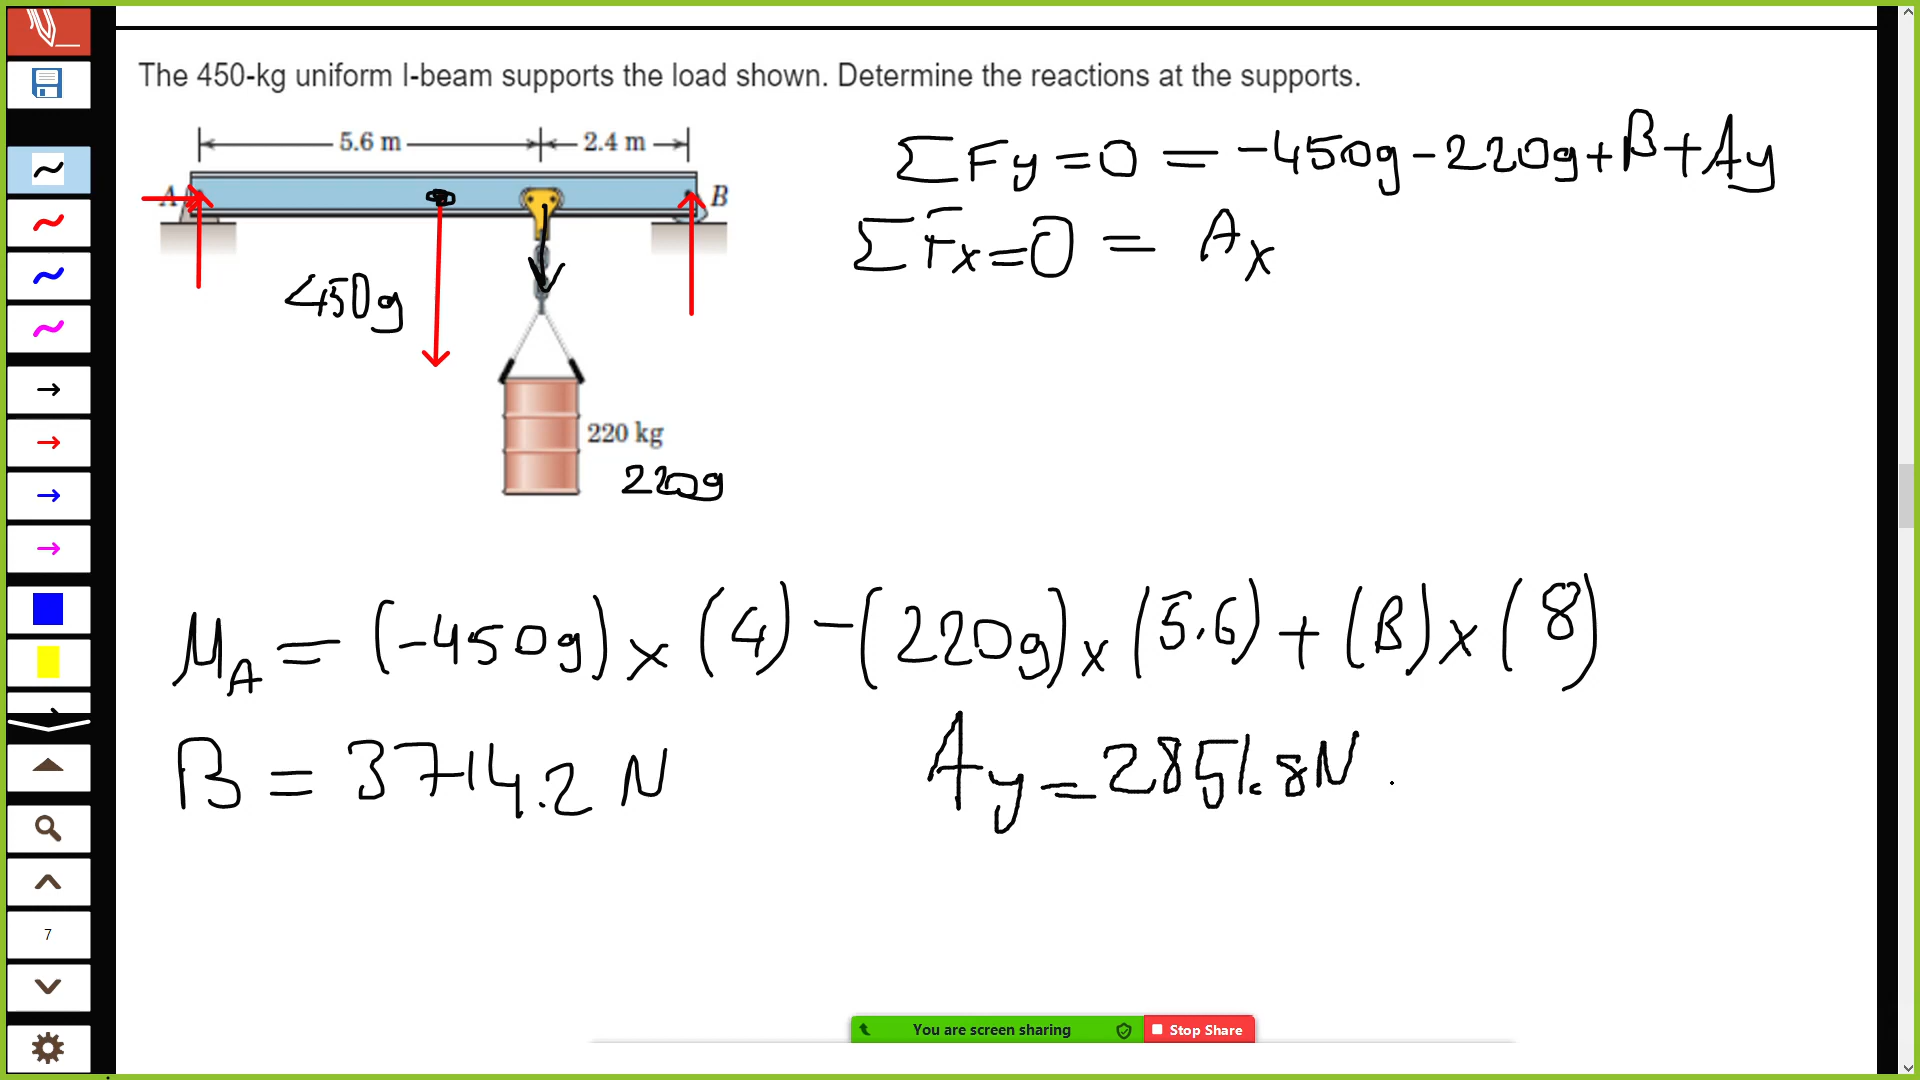 The 450-kg uniform I-beam supports the load shown. Determine the reactions at the supports.
5.6 m
2.4 m
A
B
450g
220 kg
220g
ΣFy = 0 = -450g - 220g + B + Ay
ΣFx = 0 = Ax
MA = (-450g) x (4) - (220g) x (5.6) + (B) x (8)
B = 3714.2 N
Ay = 2851.8N.
7
You are screen sharing
Stop Share